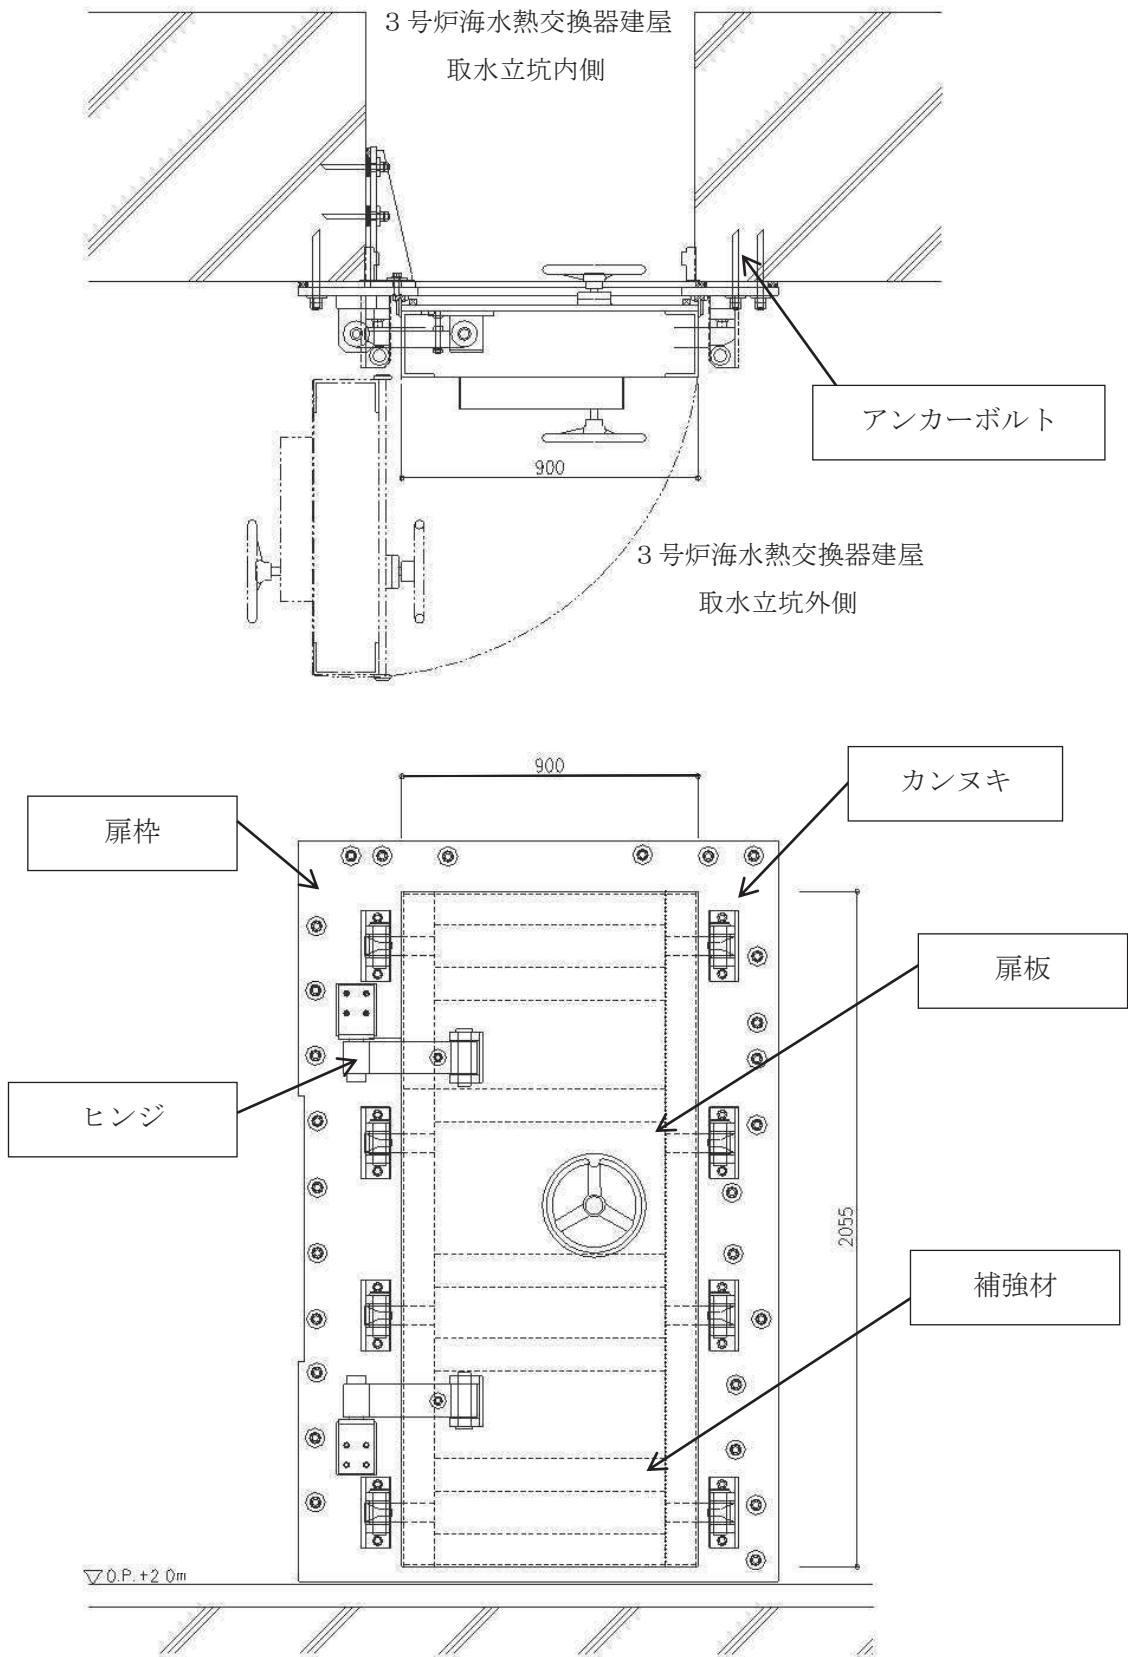 ３号炉海水熱交換器建屋
取水立坑内側
アンカーボルト
900
３号炉海水熱交換器建屋
取水立坑外側
900
カンヌキ
扉枠
扉板
ヒンジ
2055
補強材
▽O.P.+2.0m